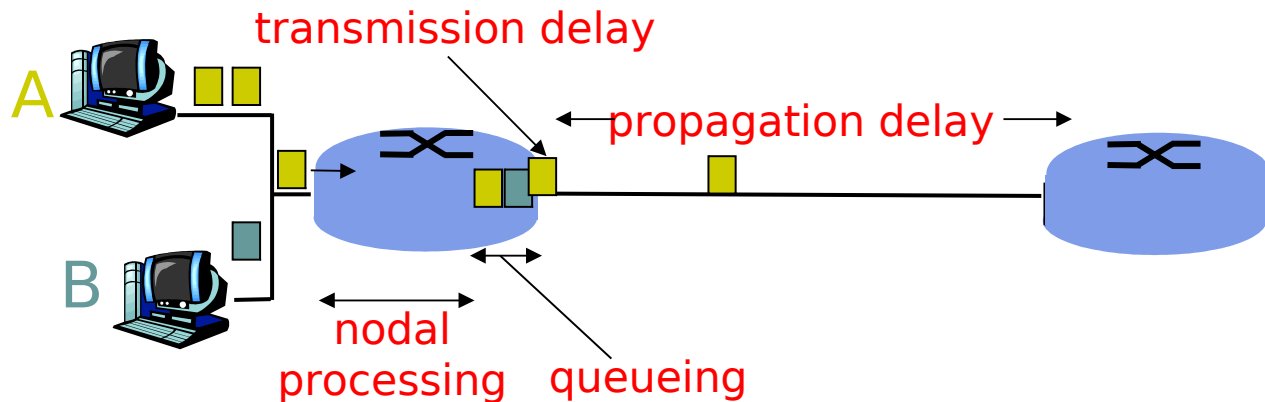 transmission delay
A
propagation delay
B
nodal
processing
queueing